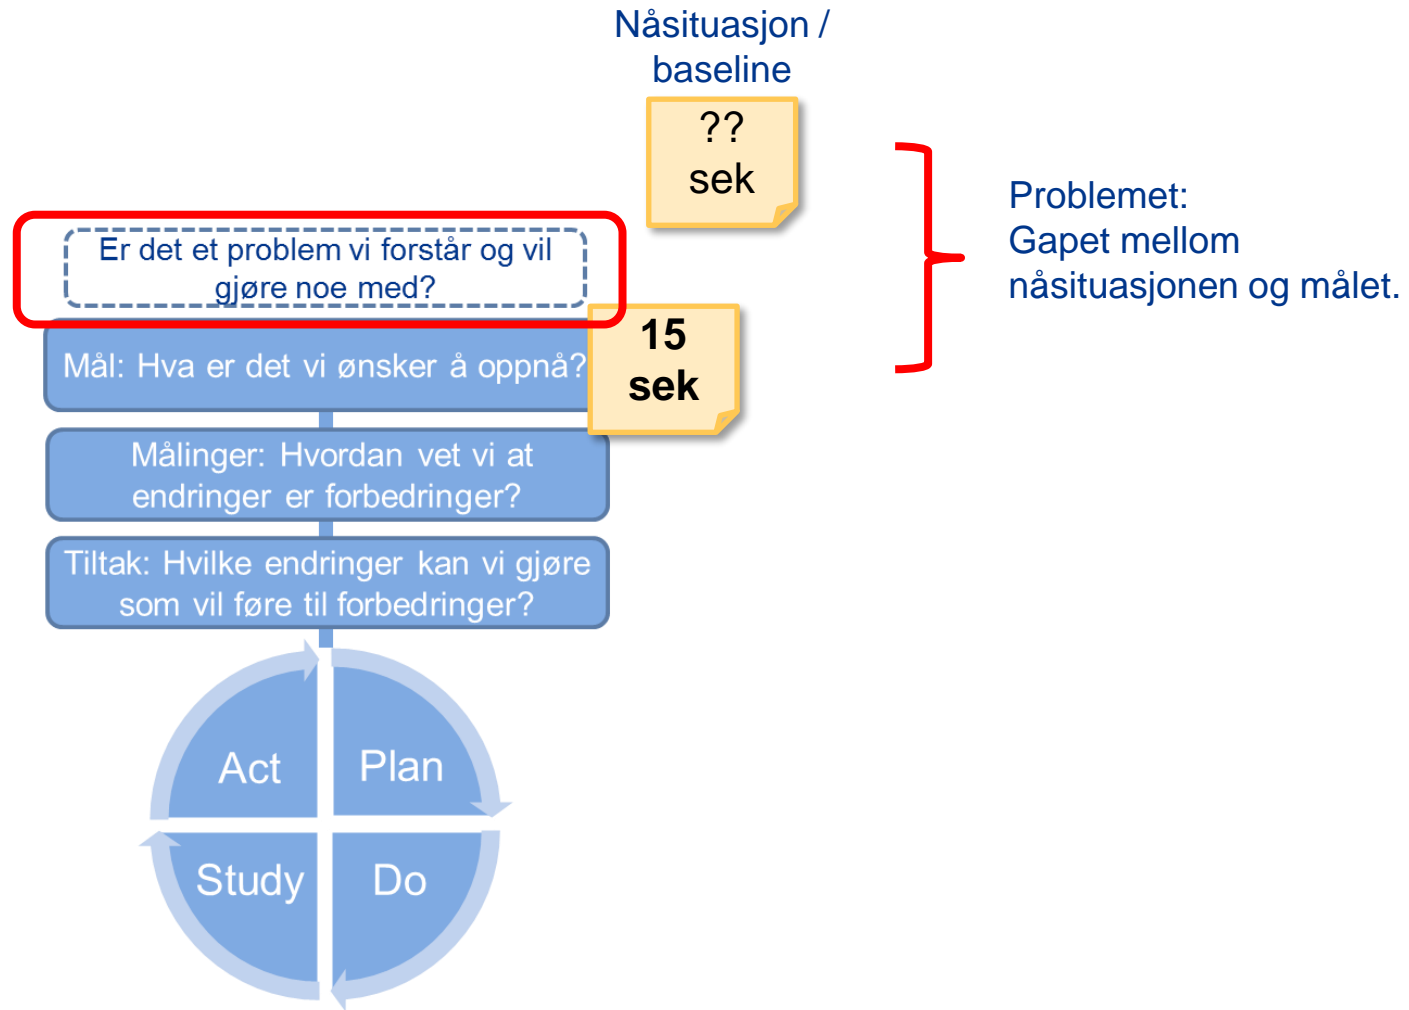 Nåsituasjon /
baseline
??
sek
Problemet:
Gapet mellom
nåsituasjonen og målet.
Er det et problem vi forstår og vil
gjøre noe med?
15
sek
Mål: Hva er det vi ønsker å oppnå?
Målinger: Hvordan vet vi at
endringer er forbedringer?
Tiltak: Hvilke endringer kan vi gjøre
som vil føre til forbedringer?
Act
Plan
Study
Do